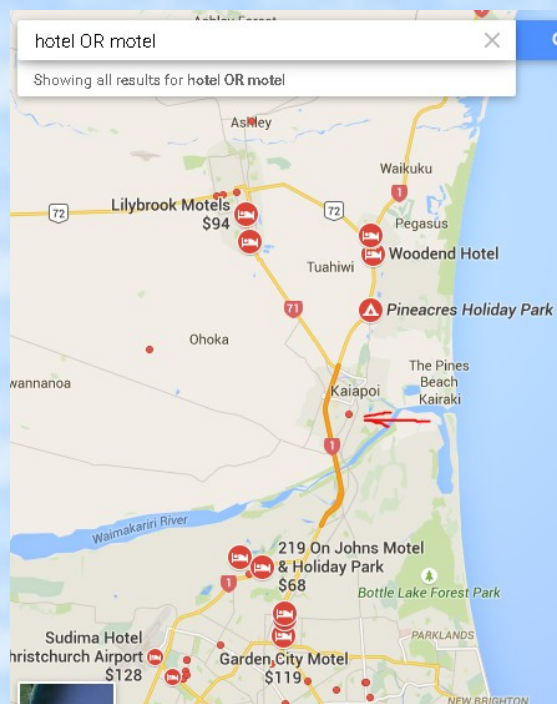 Ashley Forest
hotel OR motel
Showing all results for hotel OR motel
Ashley
Waikuku
72
1
Lilybrook Motels
$94
72
Pegasus
Woodend Hotel
Tuahiwi
71
Pineacres Holiday Park
Ohoka
The Pines
Beach
Kairaki
wannanoa
Kaiapoi
1
Waimakariri River
219 On Johns Motel
& Holiday Park
$68
1
Bottle Lake Forest Park
Sudima Hotel
hristchurch Airport
$128
Garden City Motel
$119
PARKLANDS
NEW BRIGHTON